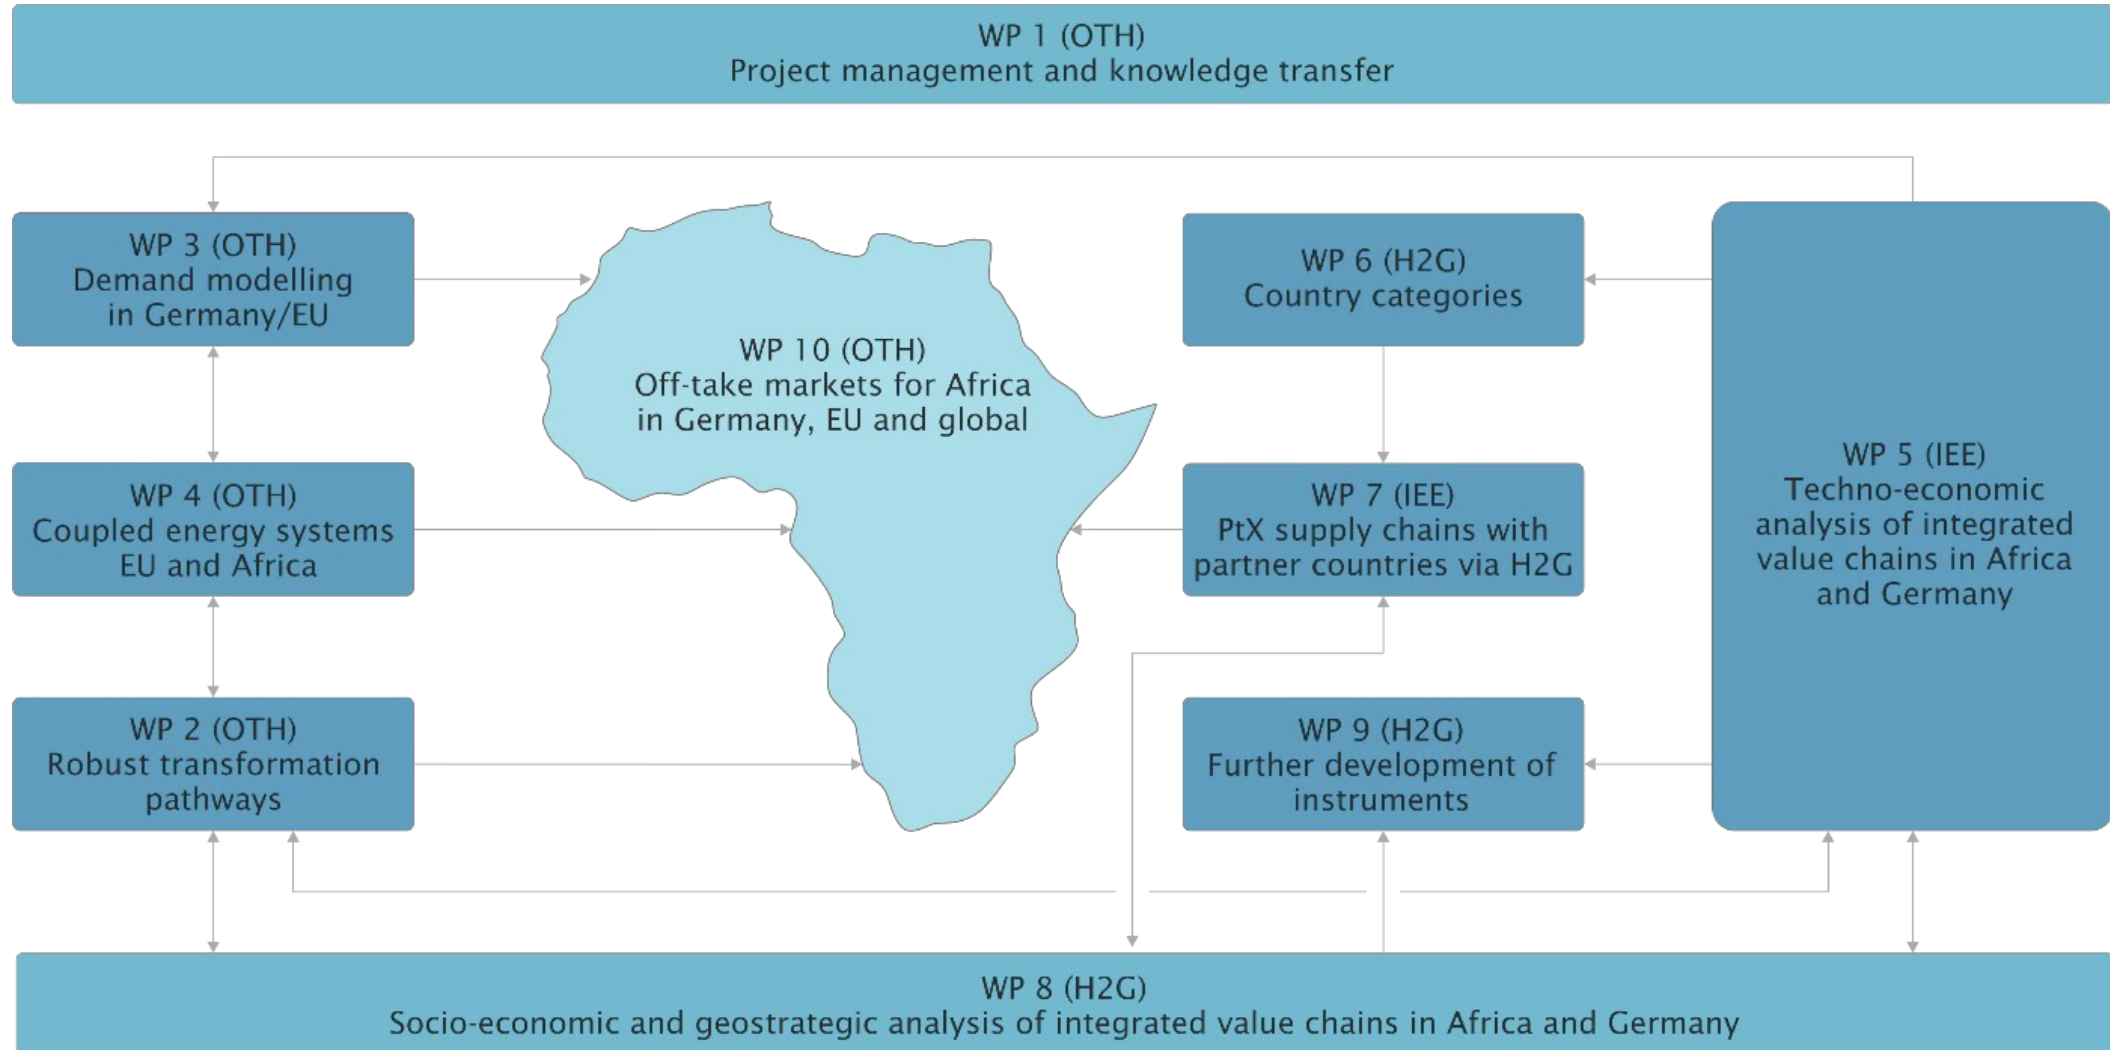 WP 1 (OTH)
Project management and knowledge transfer
WP 3 (OTH)
Demand modelling
in Germany/EU
WP 10 (OTH)
Off-take markets for Africa
in Germany, EU and global
WP 6 (H2G)
Country categories
WP 5 (IEE)
Techno-economic
analysis of integrated
value chains in Africa
and Germany
WP 4 (OTH)
Coupled energy systems
EU and Africa
WP 7 (IEE)
PtX supply chains with
partner countries via H2G
WP 2 (OTH)
Robust transformation
pathways
WP 9 (H2G)
Further development of
instruments
WP 8 (H2G)
Socio-economic and geostrategic analysis of integrated value chains in Africa and Germany